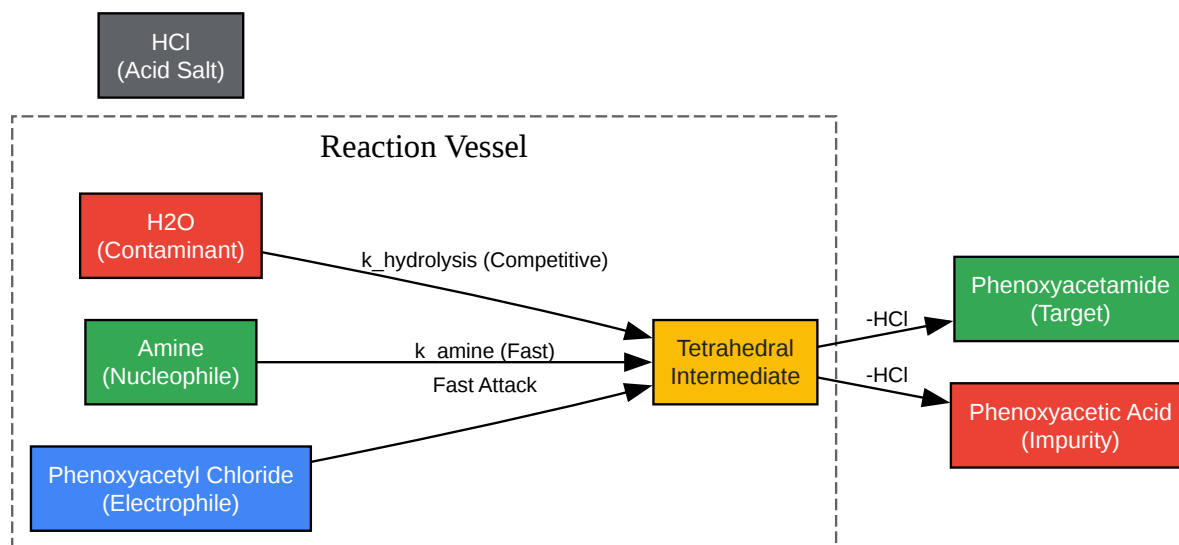 HCl
(Acid Salt)
Reaction Vessel
H2O
(Contaminant)
k_hydrolysis (Competitive)
Amine
(Nucleophile)
k_amine (Fast)
Fast Attack
Phenoxyacetyl Chloride
(Electrophile)
Tetrahedral
Intermediate
-HCl
Phenoxyacetamide
(Target)
-HCl
Phenoxyacetic Acid
(Impurity)